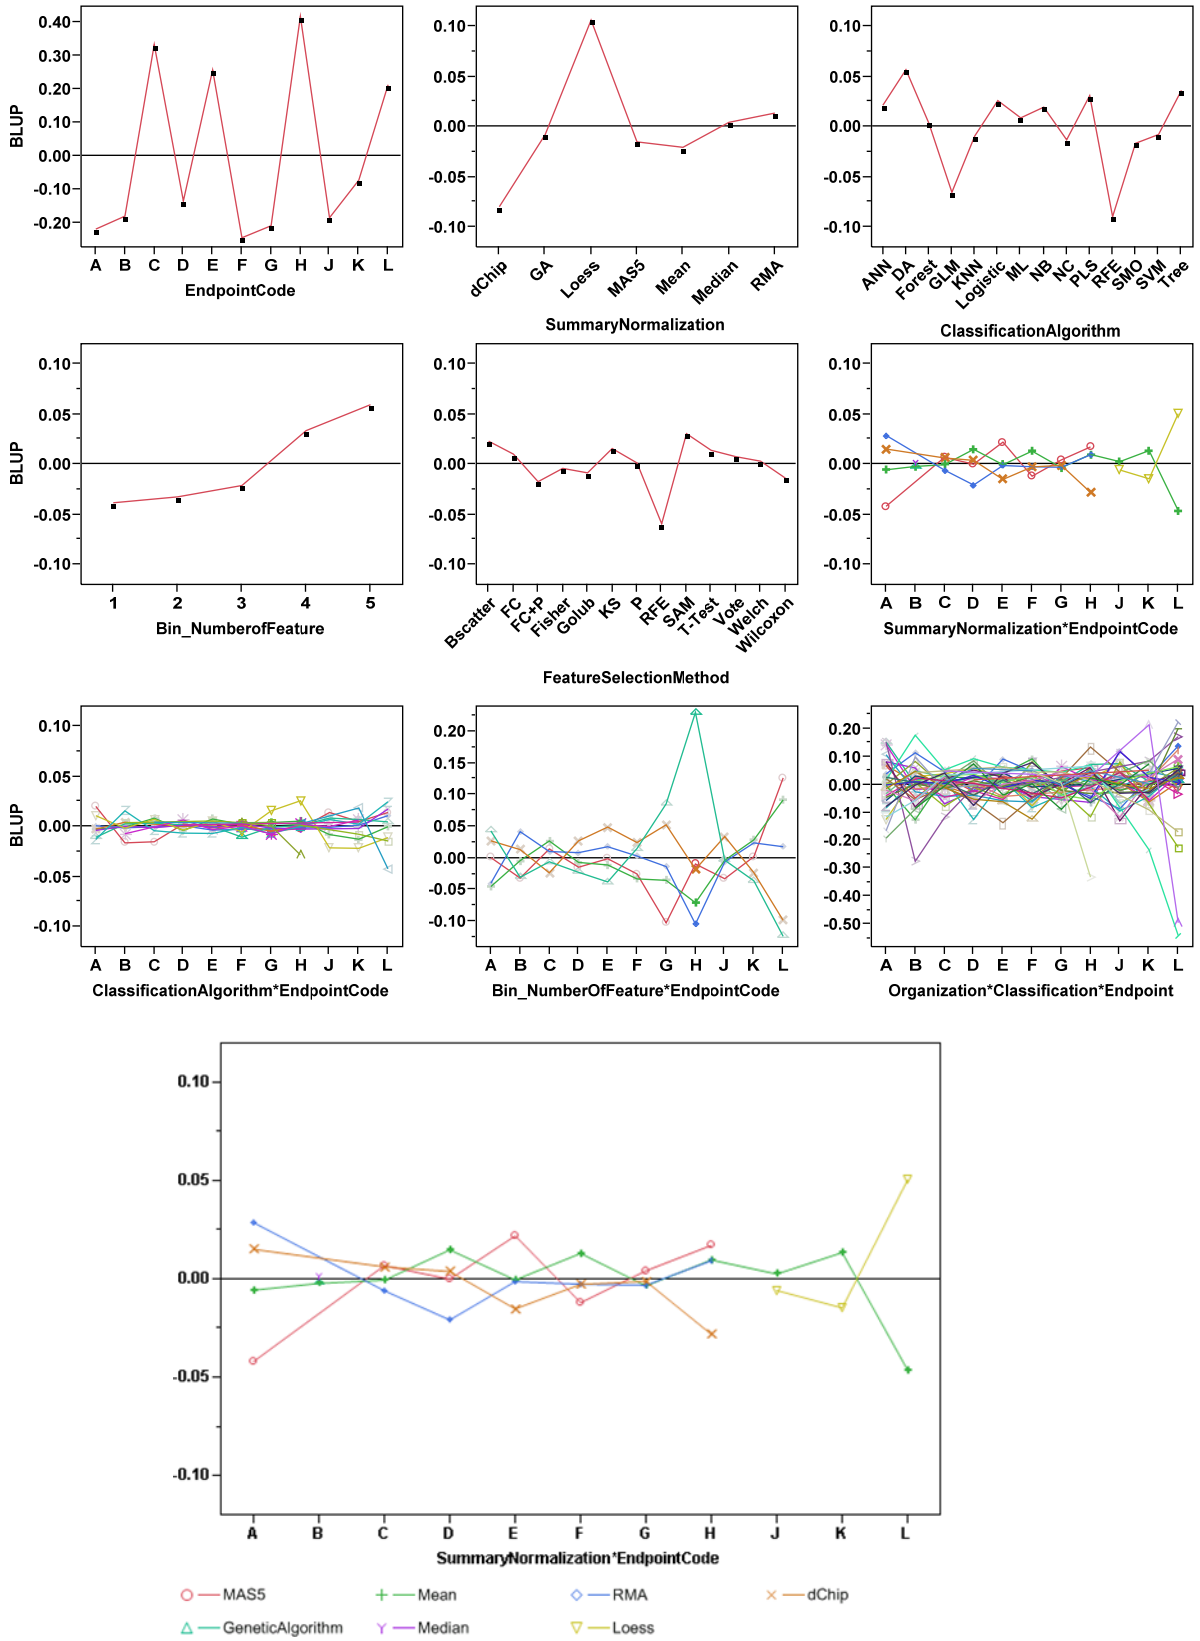 0.40
0.30
0.20
0.10
0.00
-0.10
-0.20
BLUP
A B C D E F G H J K L
EndpointCode
0.10
0.05
0.00
-0.05
-0.10
dChip GA Loess MAS5 Mean Median RMA
SummaryNormalization
0.10
0.05
0.00
-0.05
-0.10
ANN DA Forest GLM KNN Logistic ML NB NC PLS RFE SMO SVM Tree
ClassificationAlgorithm
0.10
0.05
0.00
-0.05
-0.10
BLUP
1 2 3 4 5
Bin_NumberofFeature
0.10
0.05
0.00
-0.05
-0.10
Bscatter FC FC+P Fisher Golub KS P RFE SAM T-Test Vote Welch Wilcoxon
FeatureSelectionMethod
0.10
0.05
0.00
-0.05
-0.10
A B C D E F G H J K L
SummaryNormalization*EndpointCode
0.10
0.05
0.00
-0.05
-0.10
BLUP
A B C D E F G H J K L
ClassificationAlgorithm*EndpointCode
0.20
0.15
0.10
0.05
0.00
-0.05
-0.10
A B C D E F G H J K L
Bin_NumberOfFeature*EndpointCode
0.20
0.10
0.00
-0.10
-0.20
-0.30
-0.40
-0.50
A B C D E F G H J K L
Organization*Classification*Endpoint
0.10
0.05
0.00
-0.05
-0.10
A B C D E F G H J K L
SummaryNormalization*EndpointCode
MAS5 Mean RMA dChip
GeneticAlgorithm Median Loess